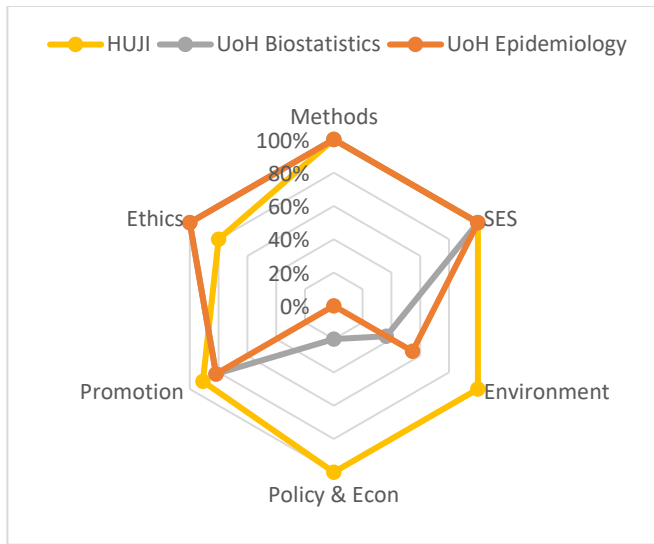 HUJI UoH Biostatistics UoH Epidemiology
Methods
100%
80%
60%
40%
20%
0%
SES
Environment
Policy & Econ
Promotion
Ethics